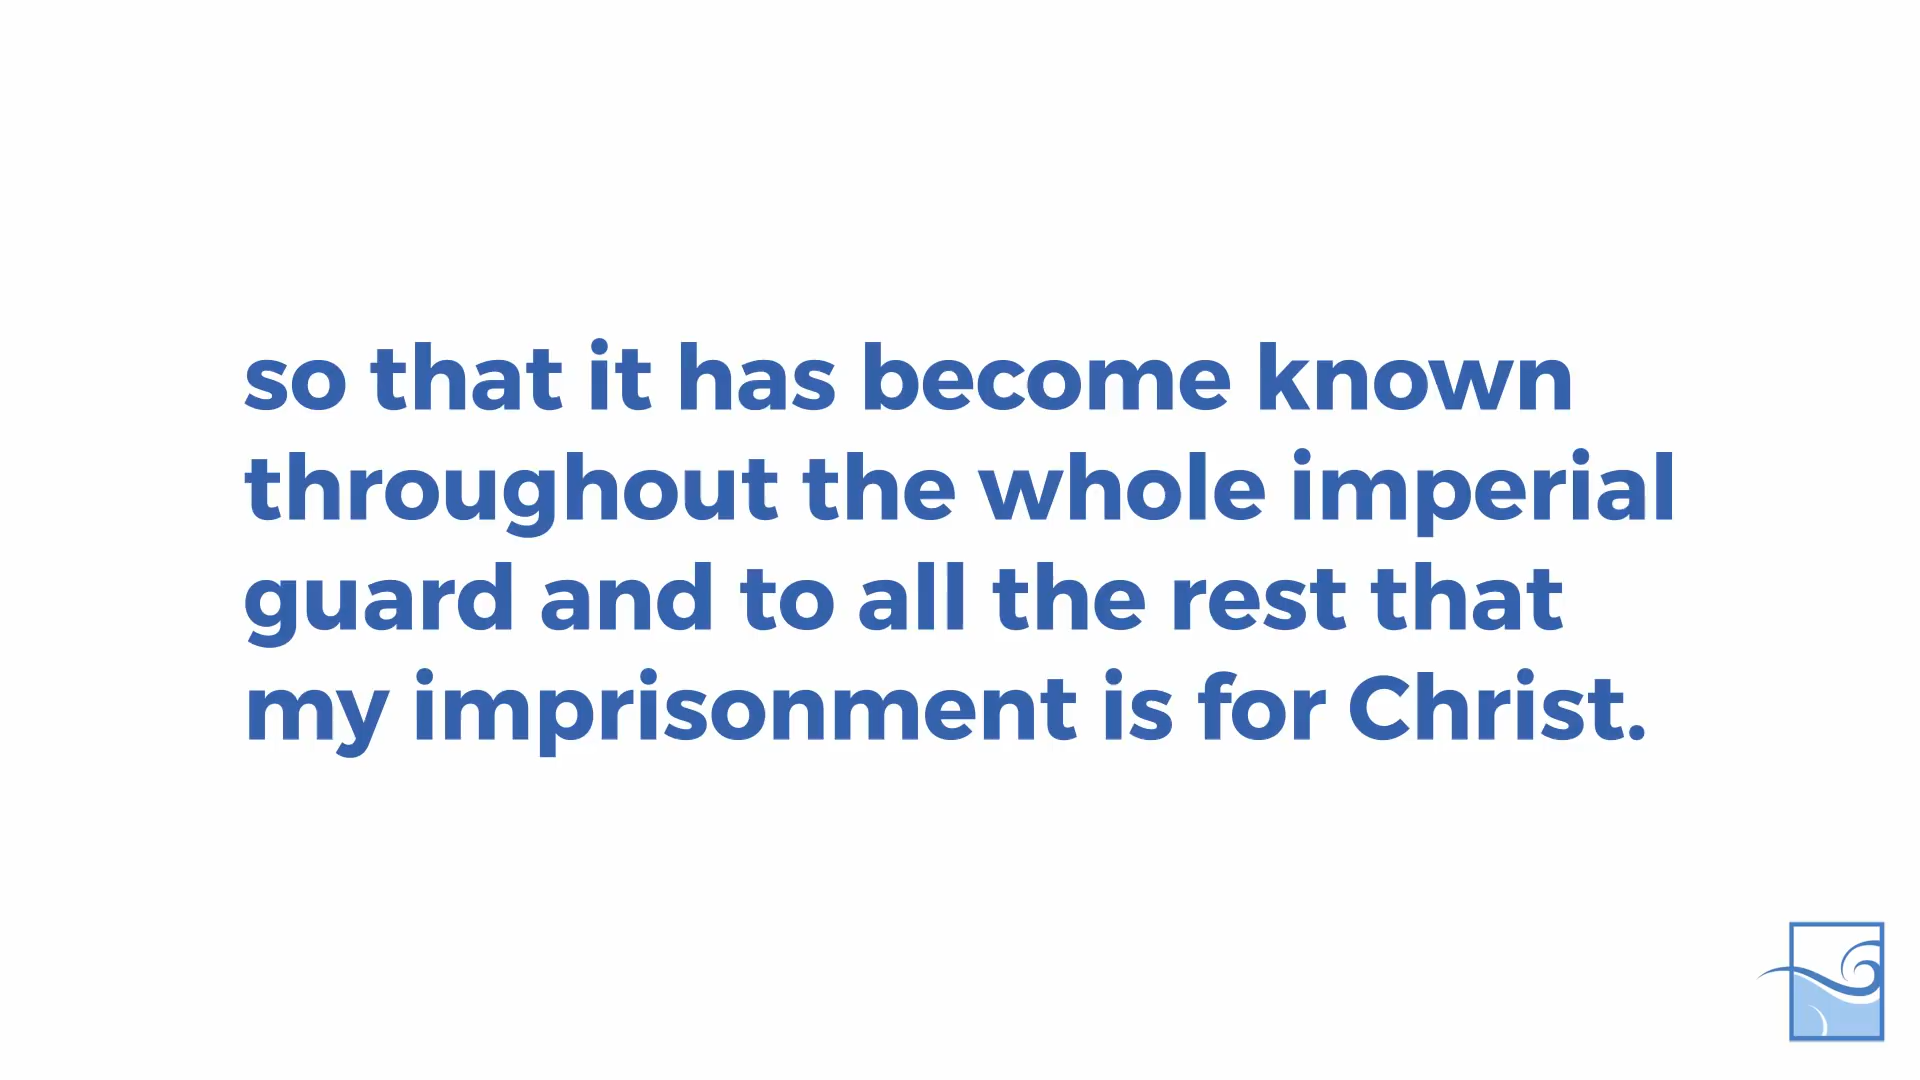 so that it has become known
throughout the whole imperial
guard and to all the rest that
my imprisonment is for Christ.